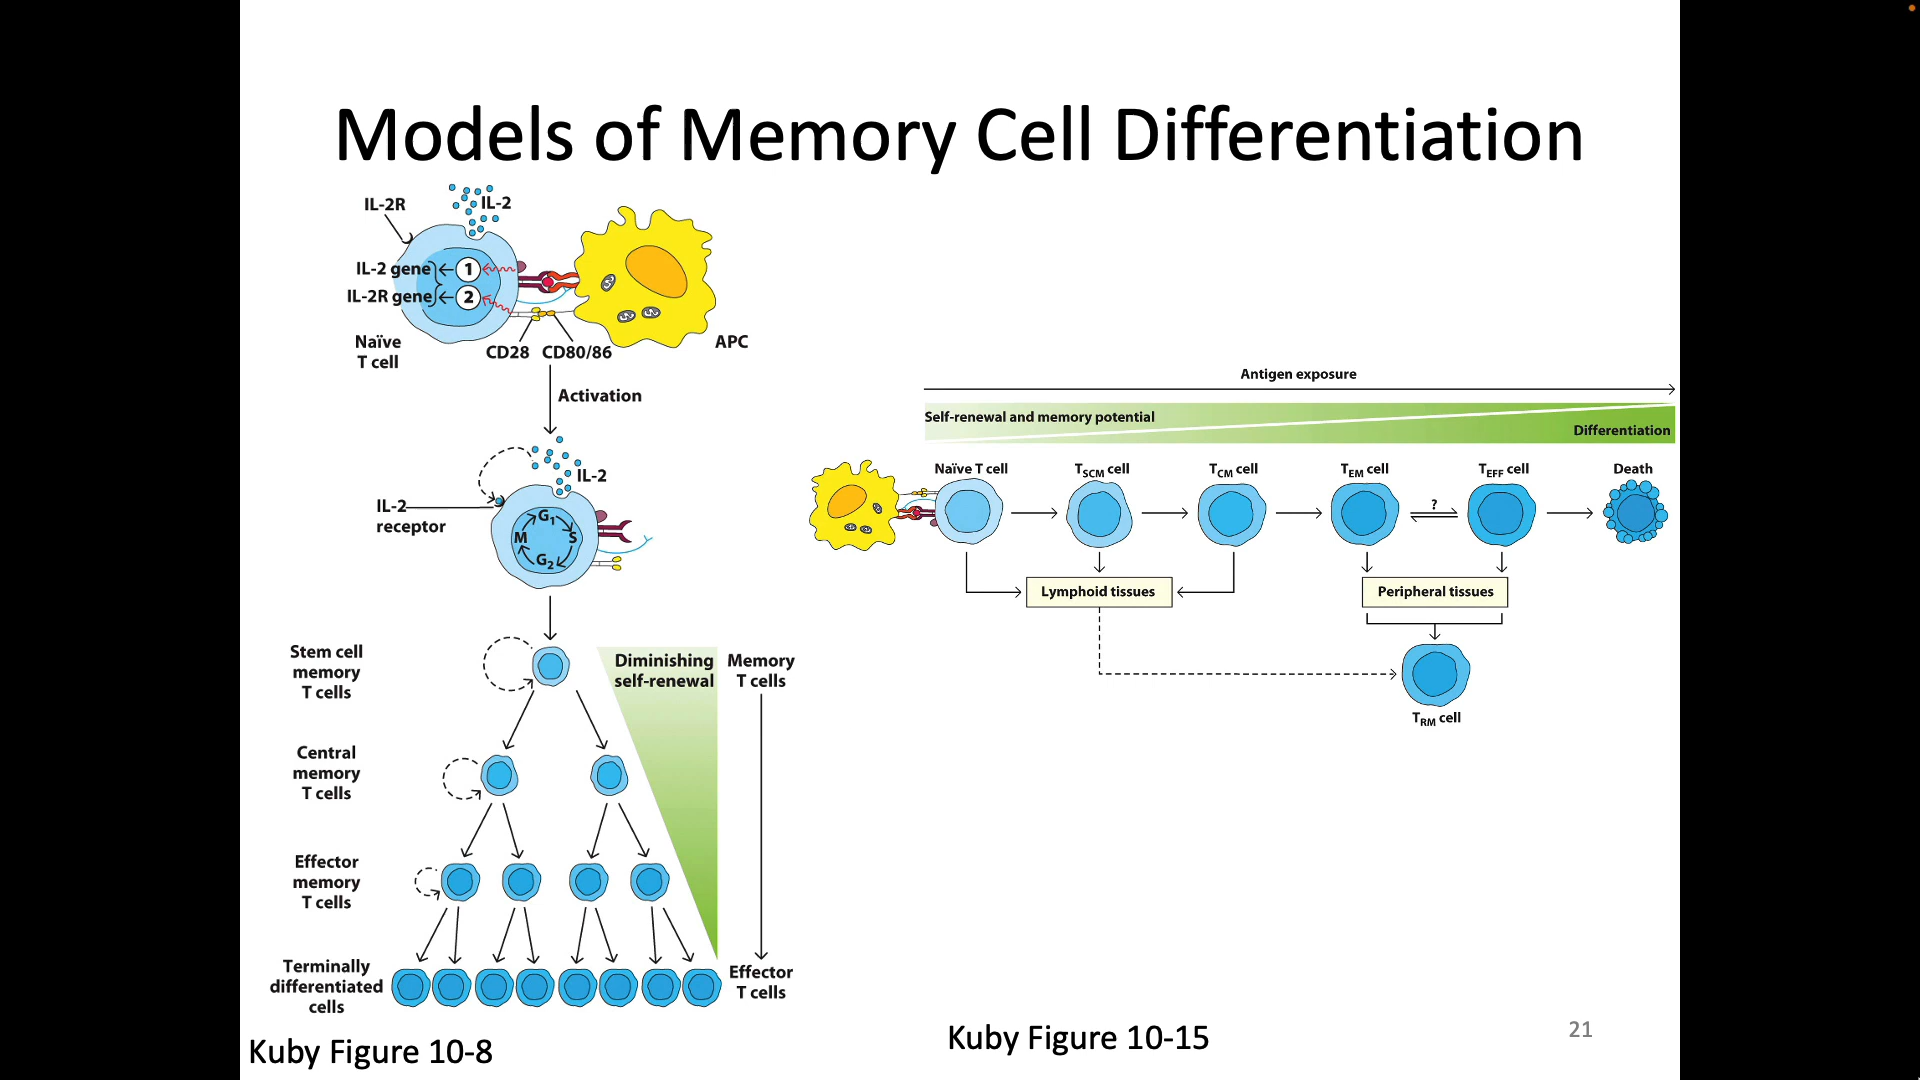 Models of Memory Cell Differentiation
IL-2R
IL-2
IL-2 gene
1
IL-2R gene
2
Naïve
T cell
CD28
CD80/86
APC
Activation
IL-2
IL-2
receptor
G1
M
S
G2
Stem cell
memory
T cells
Diminishing
self-renewal
Memory
T cells
Central
memory
T cells
Effector
memory
T cells
Terminally
differentiated
cells
Effector
T cells
Kuby Figure 10-8
Antigen exposure
Self-renewal and memory potential
Differentiation
Naïve T cell
TSCM cell
TCM cell
TEM cell
?
TEFF cell
Death
Lymphoid tissues
Peripheral tissues
TRM cell
Kuby Figure 10-15
21